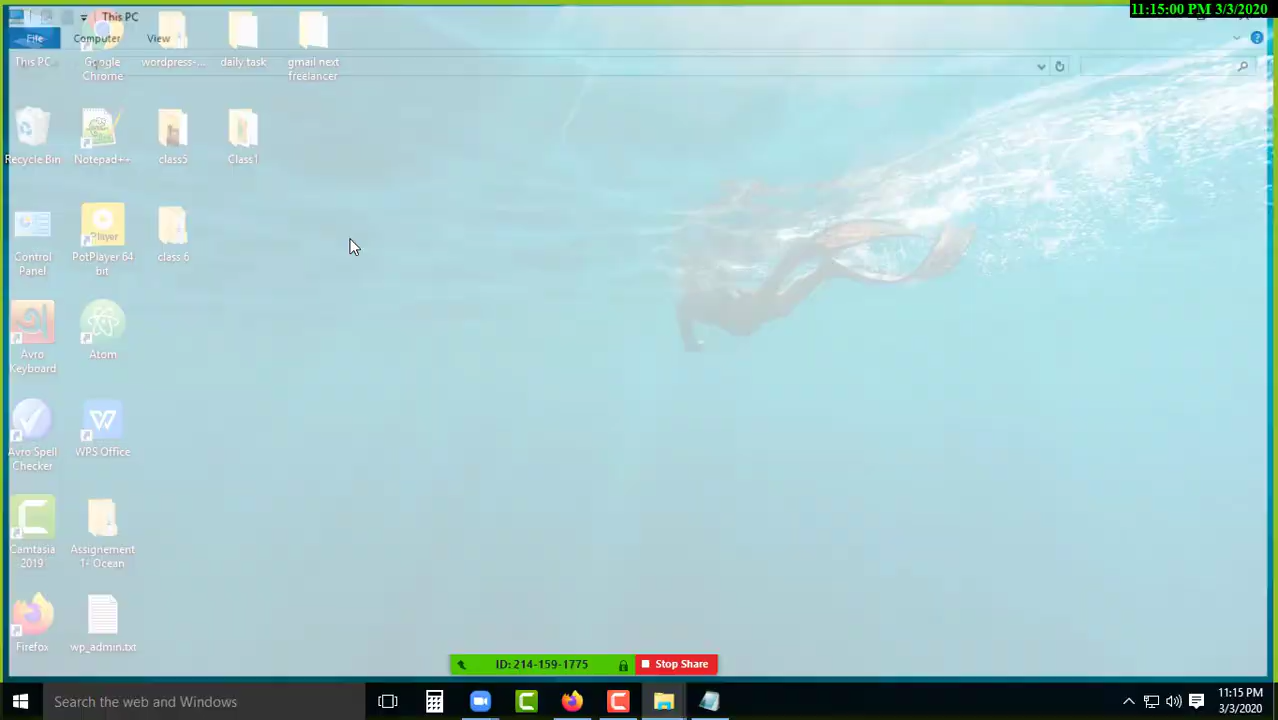 This PC
11:15:00 PM 3/3/2020
File
Computer
View
This PC
Google
Chrome
wordpress-...
daily task
gmail next
freelancer
Recycle Bin
Notepad++
class5
Class1
Control
Panel
Player
PotPlayer 64
bit
class 6
Avro
Keyboard
Atom
Avro Spell
Checker
WPS Office
Camtasia
2019
Assignement
1- Ocean
Firefox
wp_admin.txt
ID: 214-159-1775
Stop Share
Search the web and Windows
11:15 PM
3/3/2020